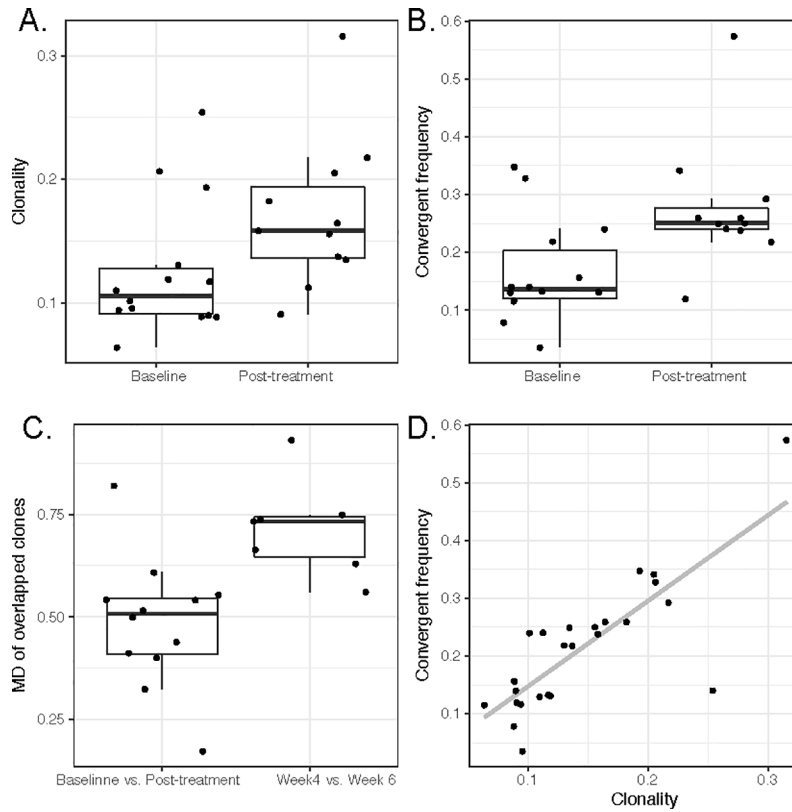 A.
Clonality
0.3
0.2
0.1
Baseline Post-treatment
B.
Convergent frequency
0.6
0.5
0.4
0.3
0.2
0.1
Baseline Post-treatment
C.
MD of overlapped clones
0.75
0.50
0.25
Baselinne vs. Post-treatment Week4 vs. Week 6
D.
Convergent frequency
0.6
0.5
0.4
0.3
0.2
0.1
0.1 0.2 0.3
Clonality